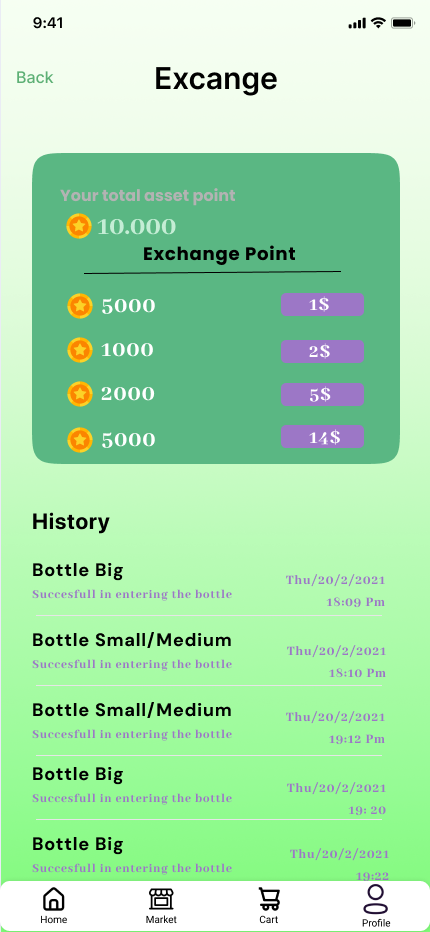 9:41
Back
Excange
Your total asset point
10.000
Exchange Point
5000 1$
1000 2$
2000 5$
5000 14$
History
Bottle Big
Succesfull in entering the bottle
Thu/20/2/2021
18:09 Pm
Bottle Small/Medium
Succesfull in entering the bottle
Thu/20/2/2021
18:10 Pm
Bottle Small/Medium
Succesfull in entering the bottle
Thu/20/2/2021
19:12 Pm
Bottle Big
Succesfull in entering the bottle
Thu/20/2/2021
19: 20
Bottle Big
Succesfull in entering the bottle
Thu/20/2/2021
19:22
Home Market Cart Profile